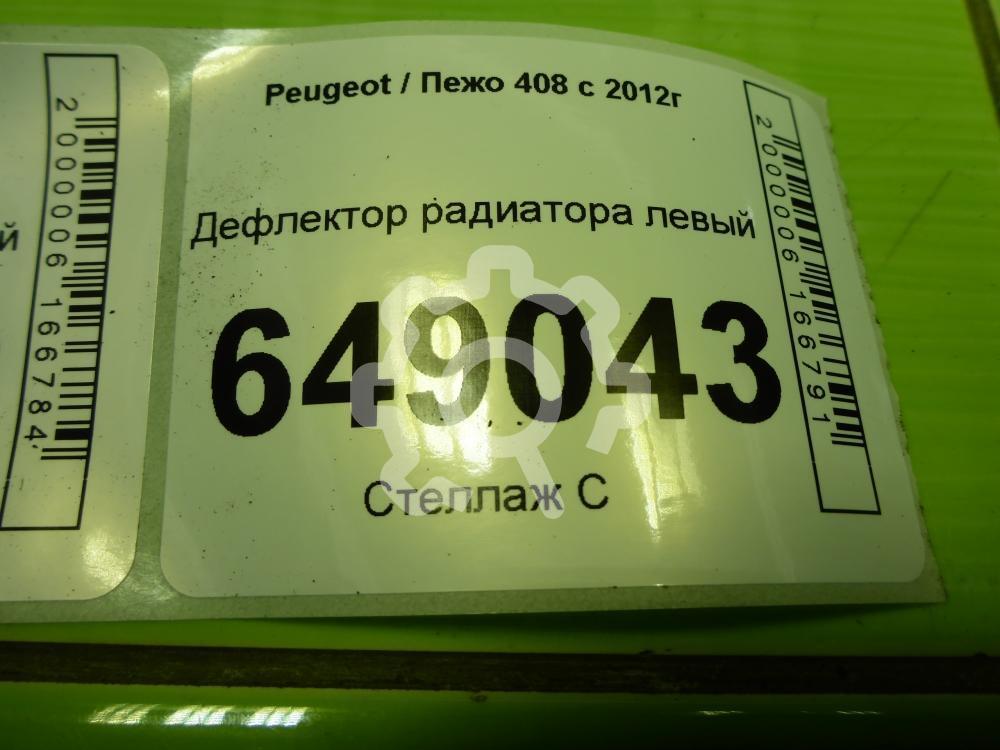 й
2000006166784
Peugeot / Пежо 408 с 2012г
Дефлектор радиатора левый
649043
Стеллаж С
2000006166791